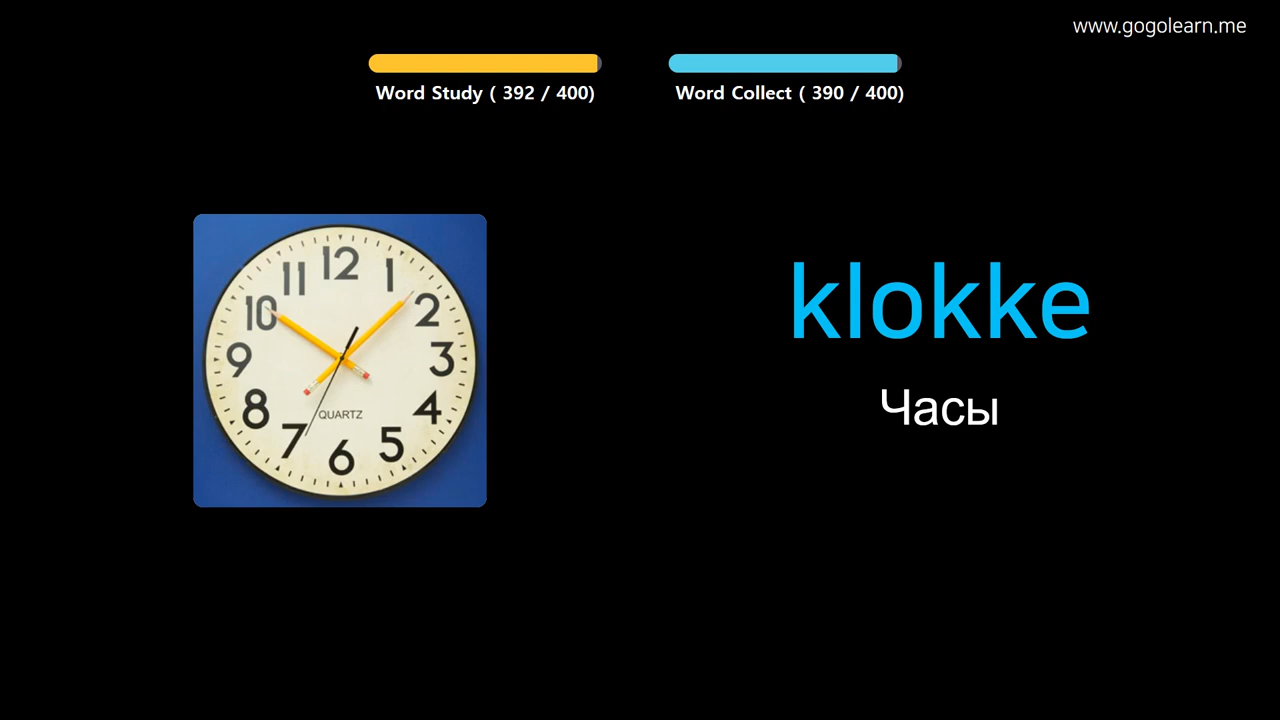 www.gogolearn.me
Word Study ( 392 / 400)
Word Collect ( 390 / 400)
12
11
1
10
2
9
3
8
4
QUARTZ
7
5
6
klokke
Часы